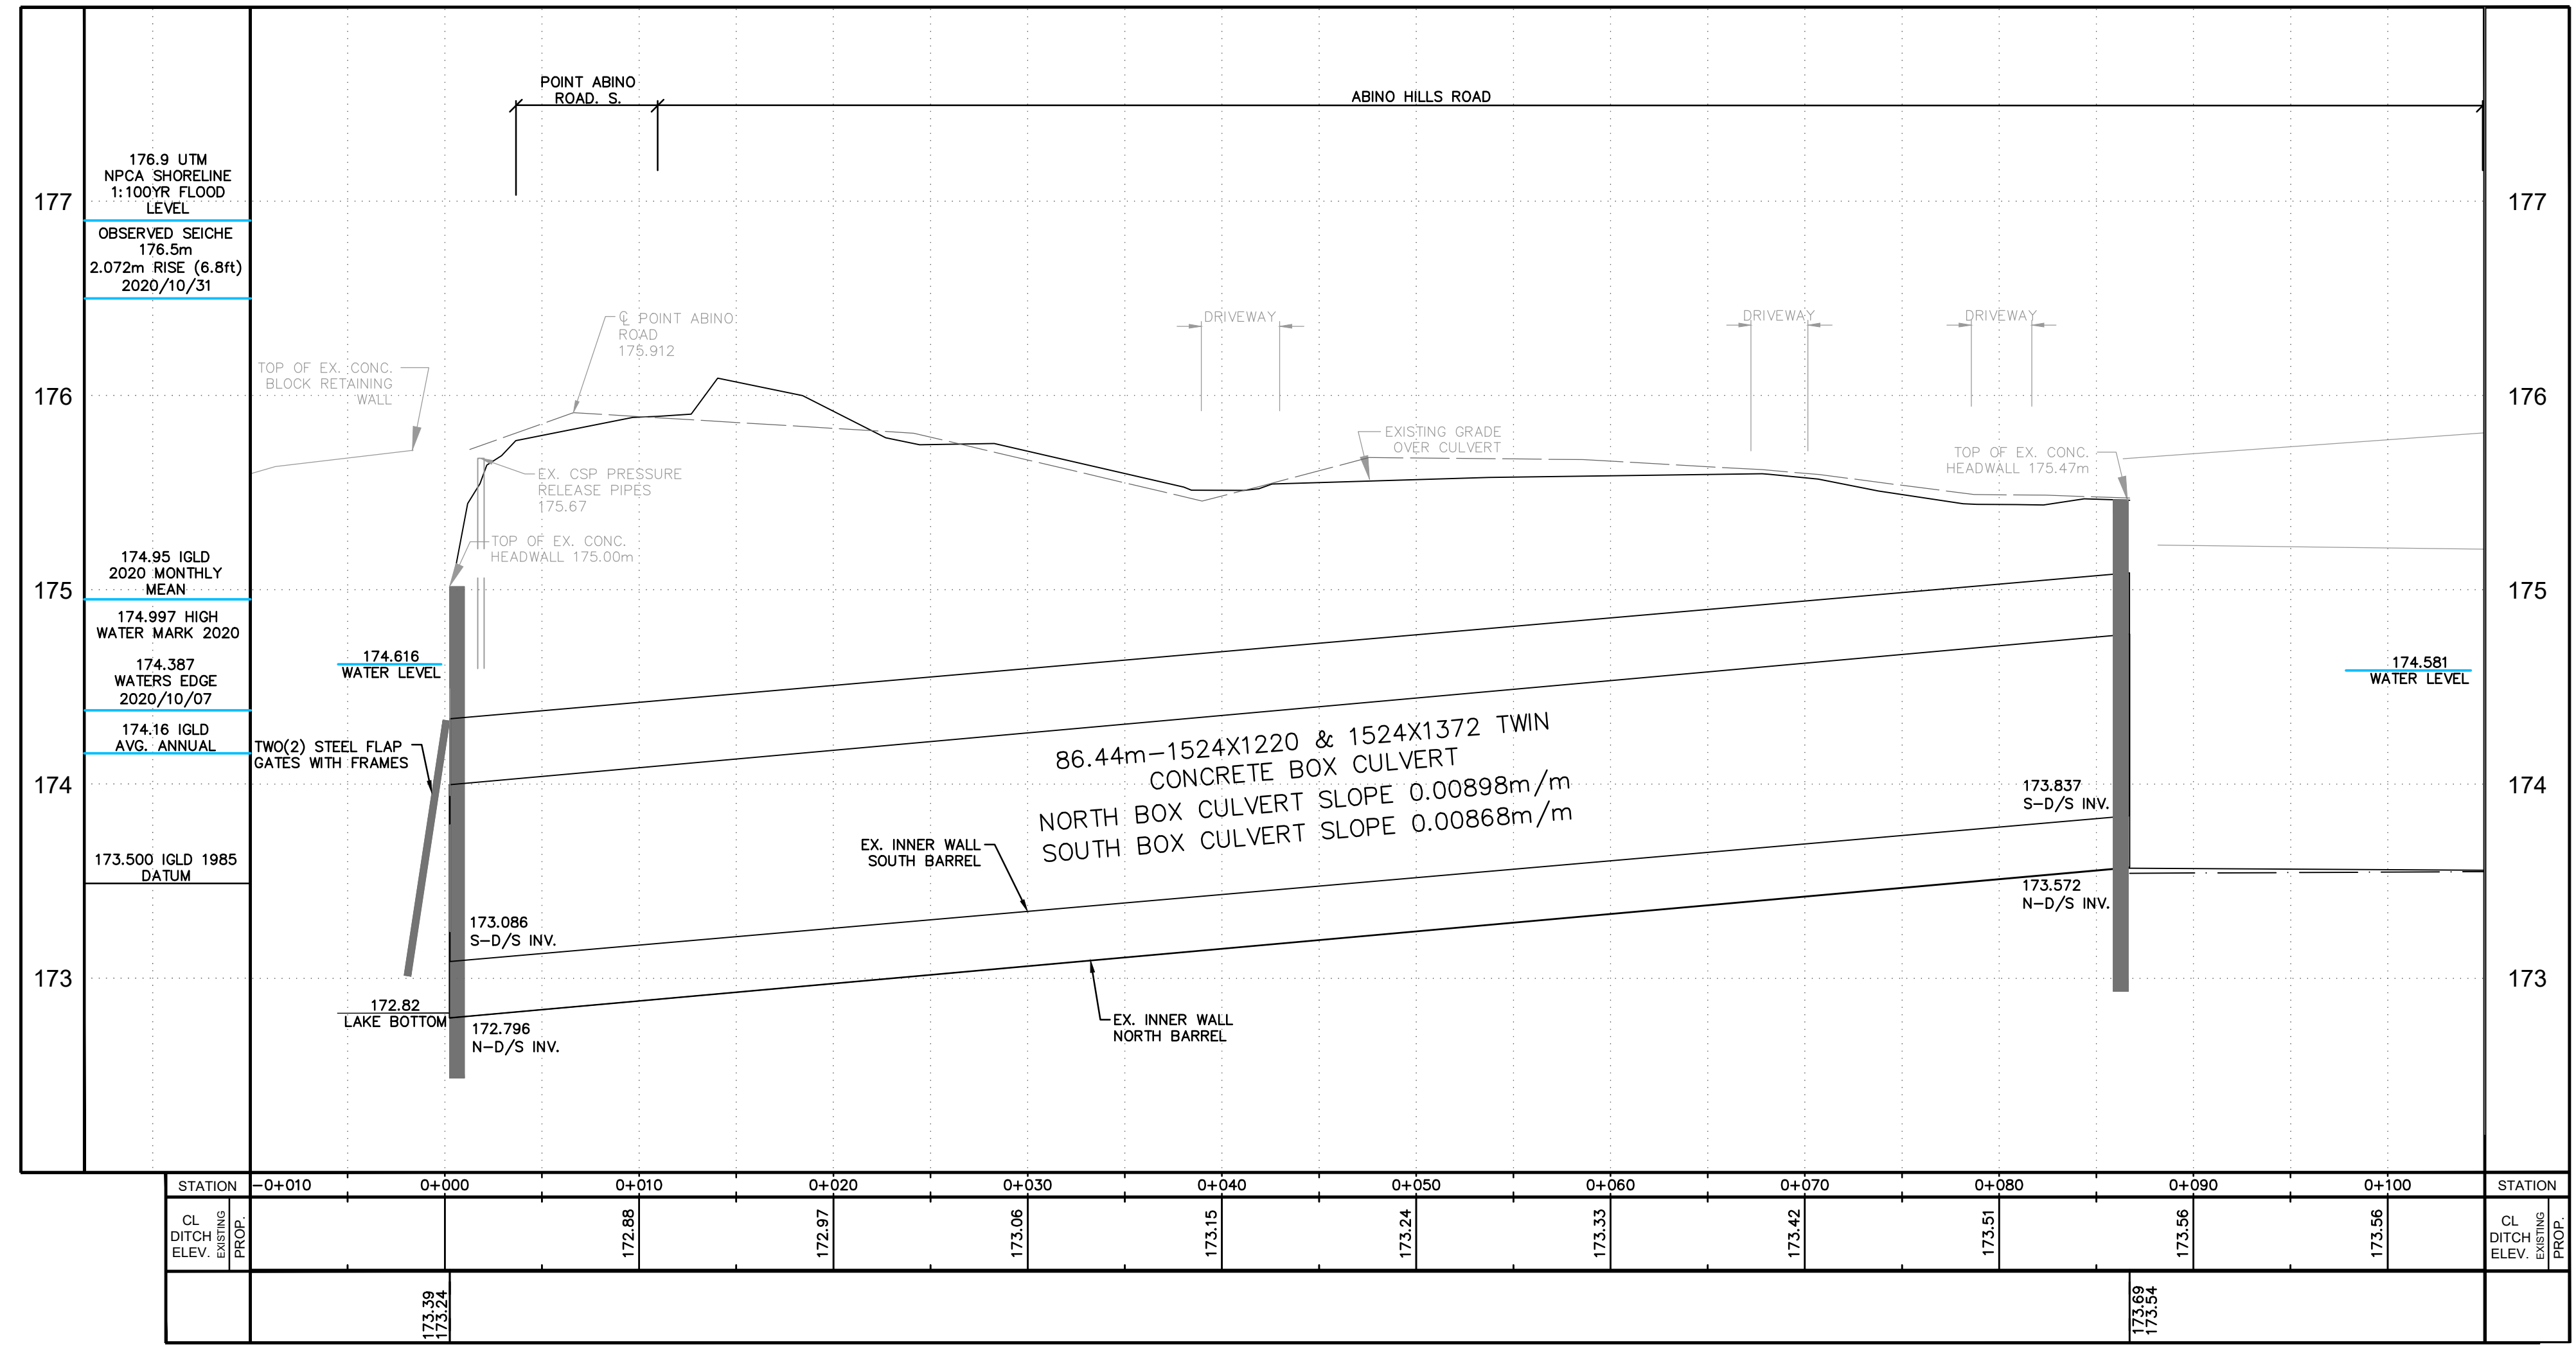 POINT ABINO
ROAD. S.
ABINO HILLS ROAD
176.9 UTM
NPCA SHORELINE
1:100YR FLOOD
LEVEL
177
177
OBSERVED SEICHE
176.5m
2.072m RISE (6.8ft)
2020/10/31
℄ POINT ABINO
ROAD
175.912
DRIVEWAY
DRIVEWAY
DRIVEWAY
TOP OF EX. CONC.
BLOCK RETAINING
WALL
176
176
EXISTING GRADE
OVER CULVERT
TOP OF EX. CONC.
HEADWALL 175.47m
EX. CSP PRESSURE
RELEASE PIPES
175.67
TOP OF EX. CONC.
HEADWALL 175.00m
174.95 IGLD
2020 MONTHLY
MEAN
175
175
174.997 HIGH
WATER MARK 2020
174.616
WATER LEVEL
174.581
WATER LEVEL
174.387
WATERS EDGE
2020/10/07
174.16 IGLD
AVG. ANNUAL
TWO(2) STEEL FLAP
GATES WITH FRAMES
86.44m-1524X1220 & 1524X1372 TWIN
CONCRETE BOX CULVERT
NORTH BOX CULVERT SLOPE 0.00898m/m
SOUTH BOX CULVERT SLOPE 0.00868m/m
174
174
173.837
S-D/S INV.
EX. INNER WALL
SOUTH BARREL
173.500 IGLD 1985
DATUM
173.572
N-D/S INV.
173.086
S-D/S INV.
173
173
172.82
LAKE BOTTOM
172.796
N-D/S INV.
EX. INNER WALL
NORTH BARREL
STATION
-0+010
0+000
0+010
0+020
0+030
0+040
0+050
0+060
0+070
0+080
0+090
0+100
STATION
CL
DITCH
ELEV.
EXISTING
PROP.
172.88
172.97
173.06
173.15
173.24
173.33
173.42
173.51
173.56
173.56
CL
DITCH
ELEV.
EXISTING
PROP.
173.39
173.24
173.69
173.54